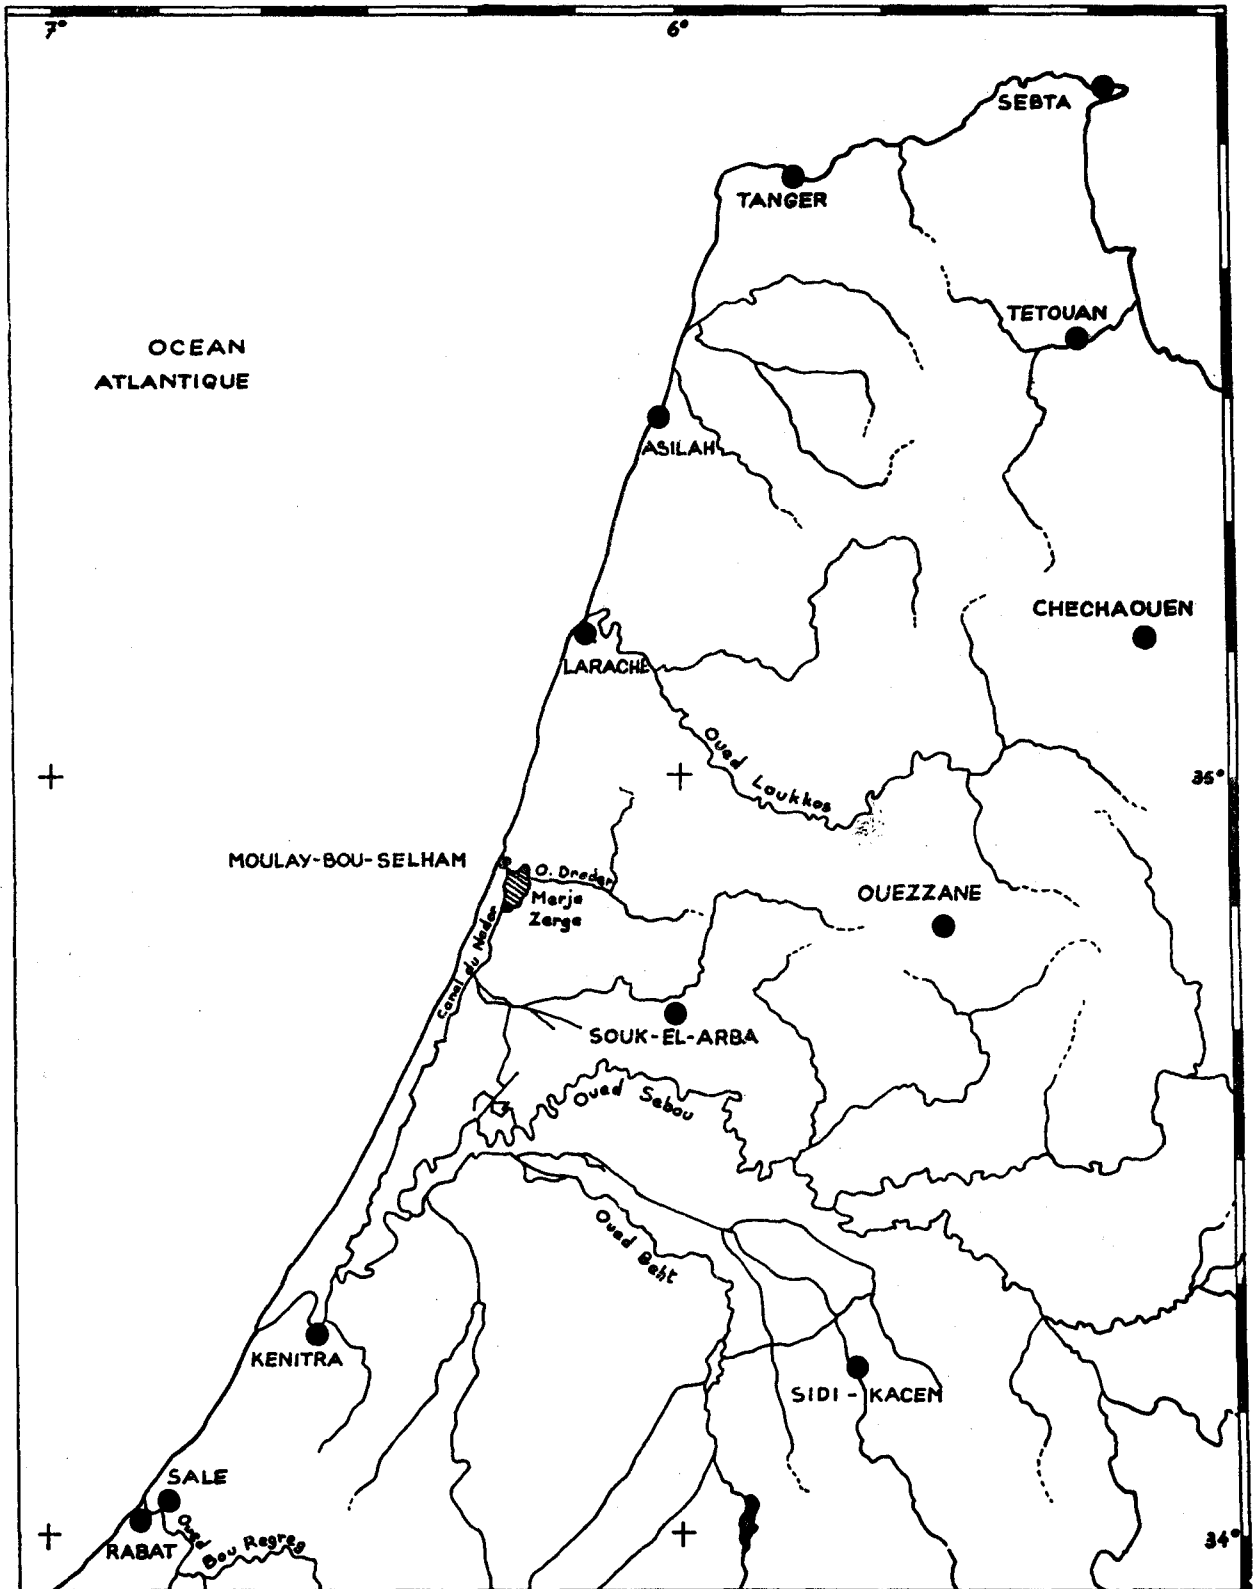 7° 6°
SEBTA
TANGER
TETOUAN
OCEAN
ATLANTIQUE
ASILAH
CHECHAOUEN
LARACHE
Oued Loukkos
35°
MOULAY-BOU-SELHAM
O. Drader
Merja
Zerga
OUEZZANE
Canal du Nador
SOUK-EL-ARBA
Oued Sebou
Oued Beht
KENITRA
SIDI-KACEM
SALE
RABAT
Oued
Bou Regreg
34°